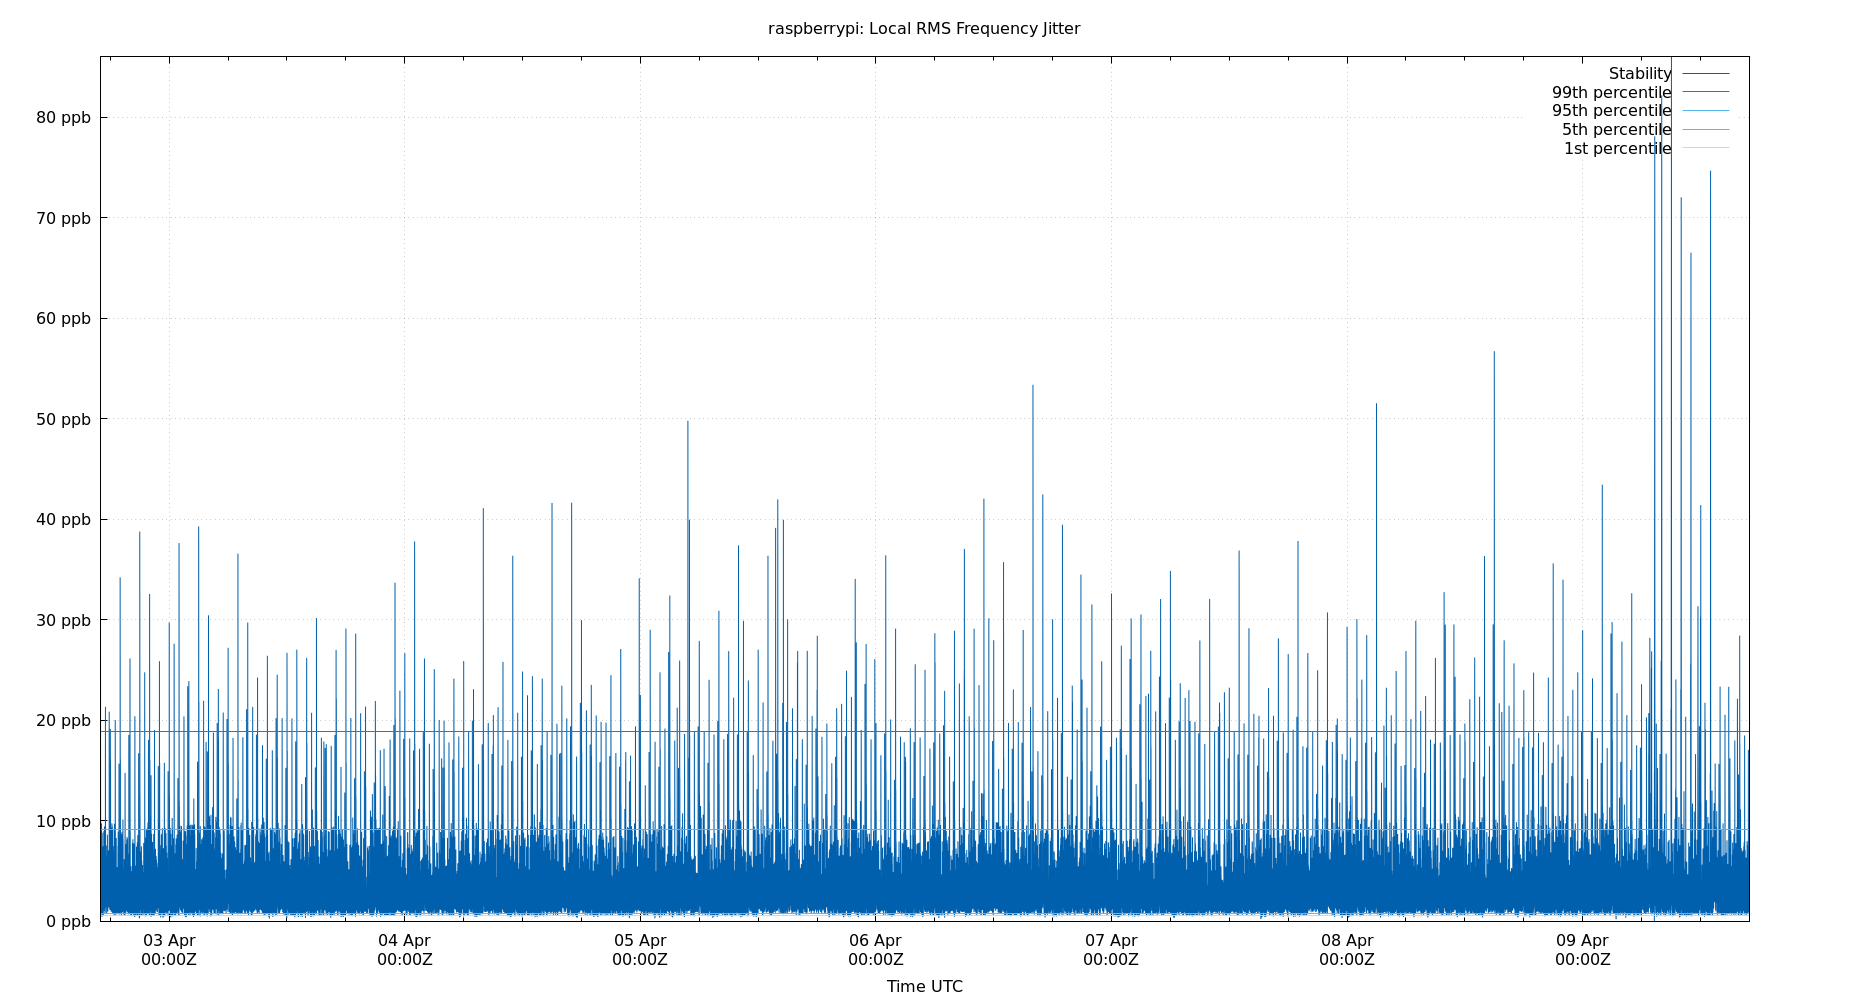 raspberrypi: Local RMS Frequency Jitter
Stability
99th percentile
95th percentile
5th percentile
1st percentile
80 ppb
70 ppb
60 ppb
50 ppb
40 ppb
30 ppb
20 ppb
10 ppb
0 ppb
03 Apr 04 Apr 05 Apr 06 Apr 07 Apr 08 Apr 09 Apr
00:00Z 00:00Z 00:00Z 00:00Z 00:00Z 00:00Z 00:00Z
Time UTC